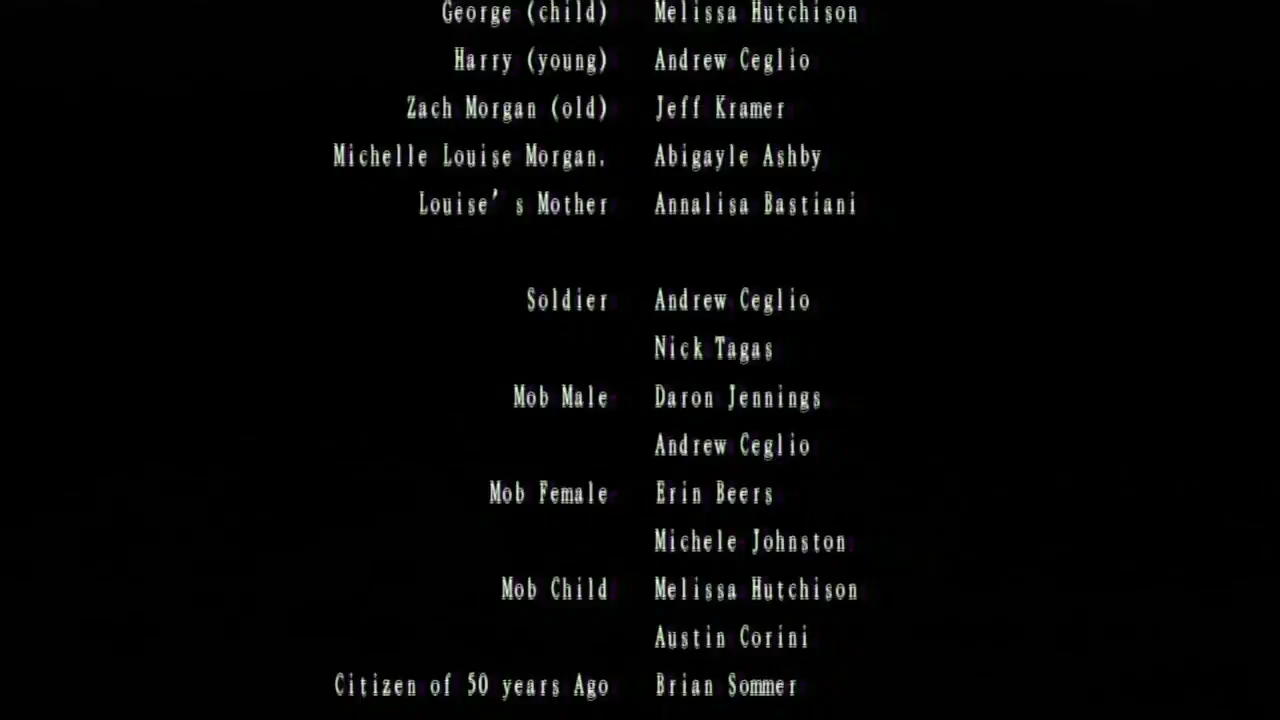 George (child) Melissa Hutchison
Harry (young) Andrew Ceglio
Zach Morgan (old) Jeff Kramer
Michelle Louise Morgan. Abigayle Ashby
Louise's Mother Annalisa Bastiani
Soldier Andrew Ceglio
Nick Tagas
Mob Male Daron Jennings
Andrew Ceglio
Mob Female Erin Beers
Michele Johnston
Mob Child Melissa Hutchison
Austin Corini
Citizen of 50 years Ago Brian Sommer